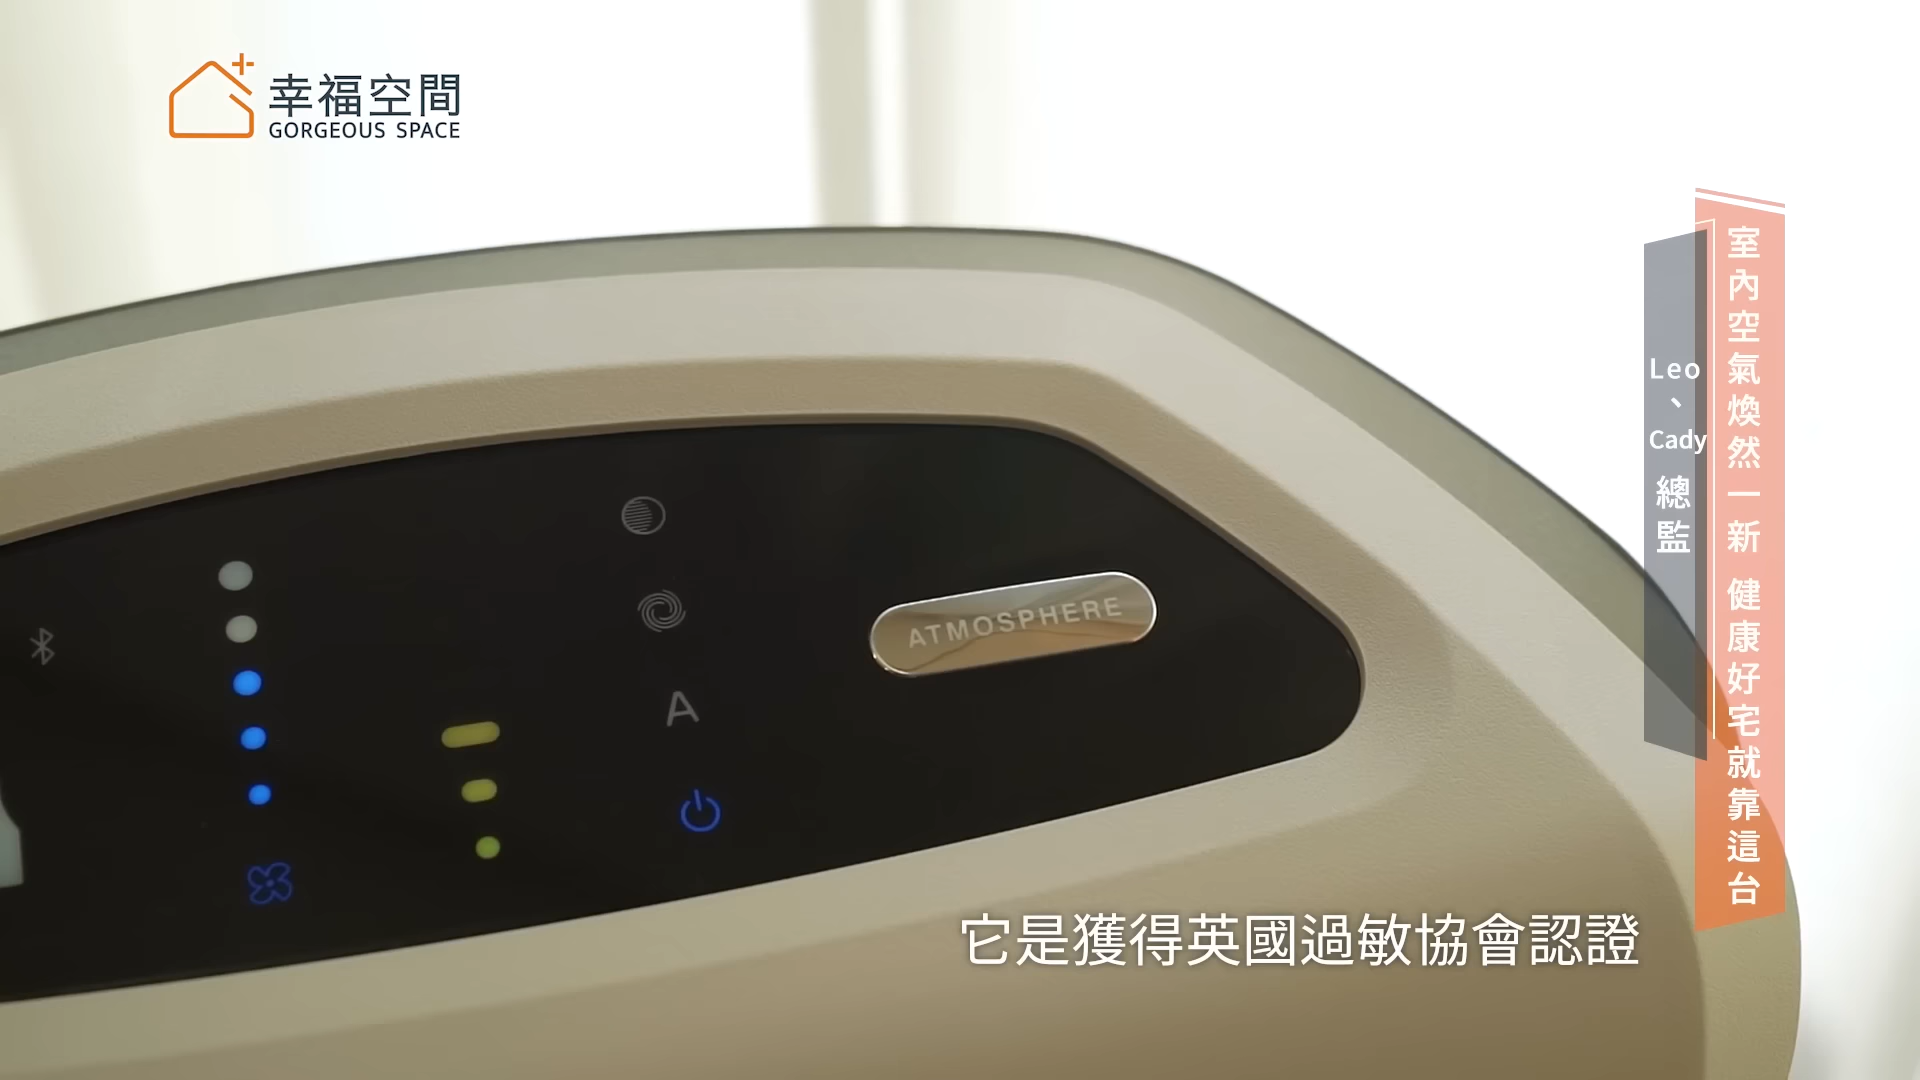 幸福空間
GORGEOUS SPACE
室內空氣煥然一新 健康好宅就靠這台
Leo、Cady 總監
A
ATMOSPHERE
它是獲得英國過敏協會認證